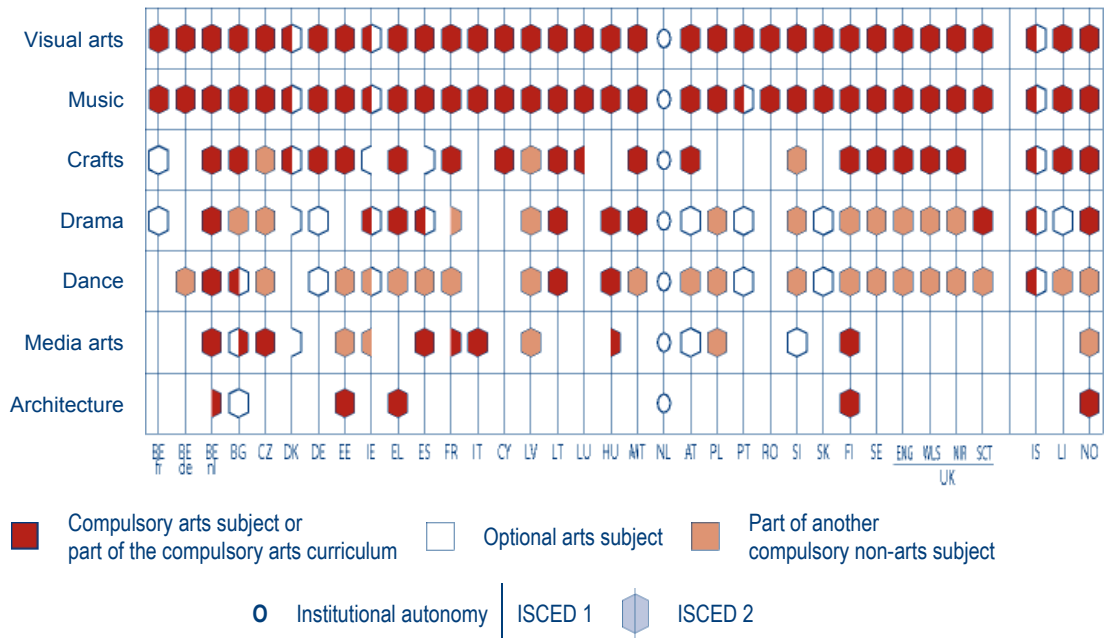 Visual arts
Music
Crafts
Drama
Dance
Media arts
Architecture
BE fr BE de BE nl BG CZ DK DE EE IE EL ES FR IT CY LV LT LU HU MT NL AT PL PT RO SI SK FI SE ENG WLS NIR SCT IS LI NO
UK
Compulsory arts subject or
part of the compulsory arts curriculum
Optional arts subject
Part of another
compulsory non-arts subject
O Institutional autonomy ISCED 1 ISCED 2